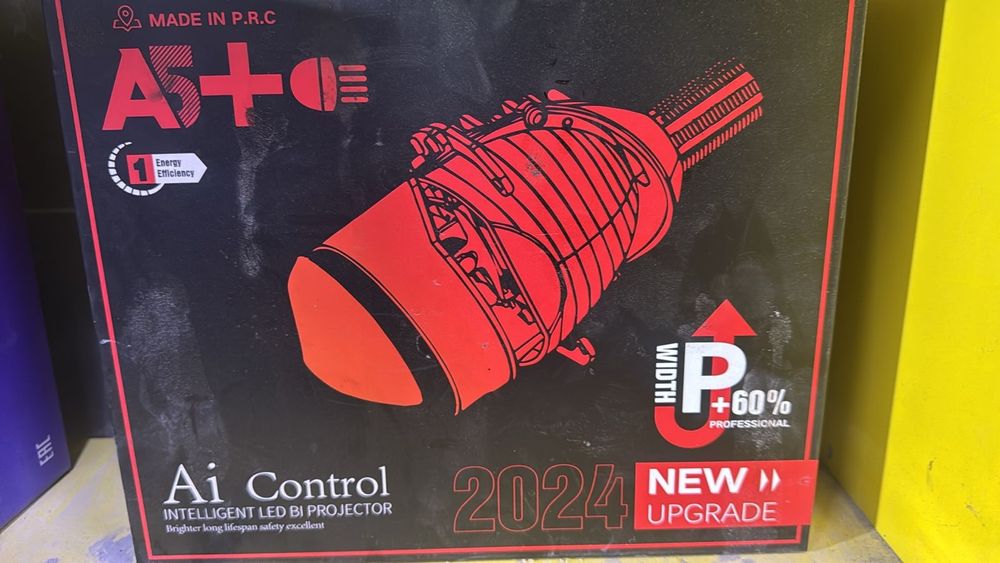 MADE IN P.R.C
A5+
1 Energy
Efficiency
WIDTH
UP
+60%
PROFESSIONAL
Ai Control
INTELLIGENT LED BI PROJECTOR
Brighter long lifespan safety excellent
2024
NEW
UPGRADE